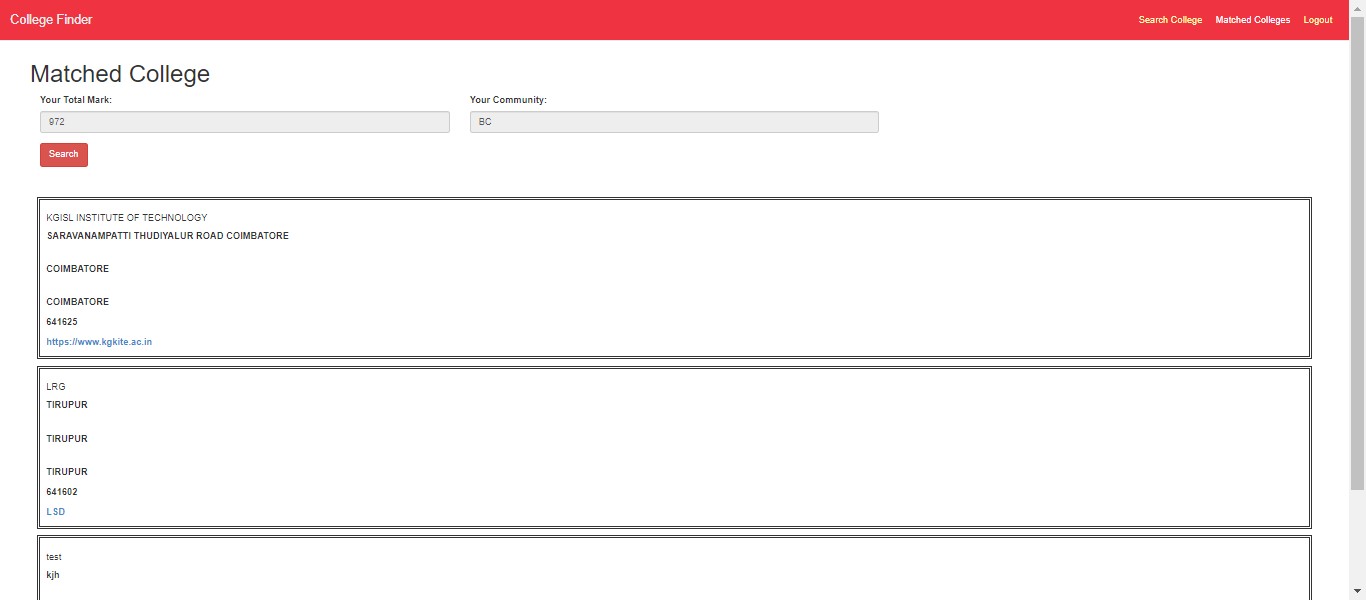 College Finder
Search College Matched Colleges Logout
Matched College
Your Total Mark: Your Community:
972 BC
Search
KGISL INSTITUTE OF TECHNOLOGY
SARAVANAMPATTI THUDIYALUR ROAD COIMBATORE
COIMBATORE
COIMBATORE
641625
https://www.kgkite.ac.in
LRG
TIRUPUR
TIRUPUR
TIRUPUR
641602
LSD
test
kjh